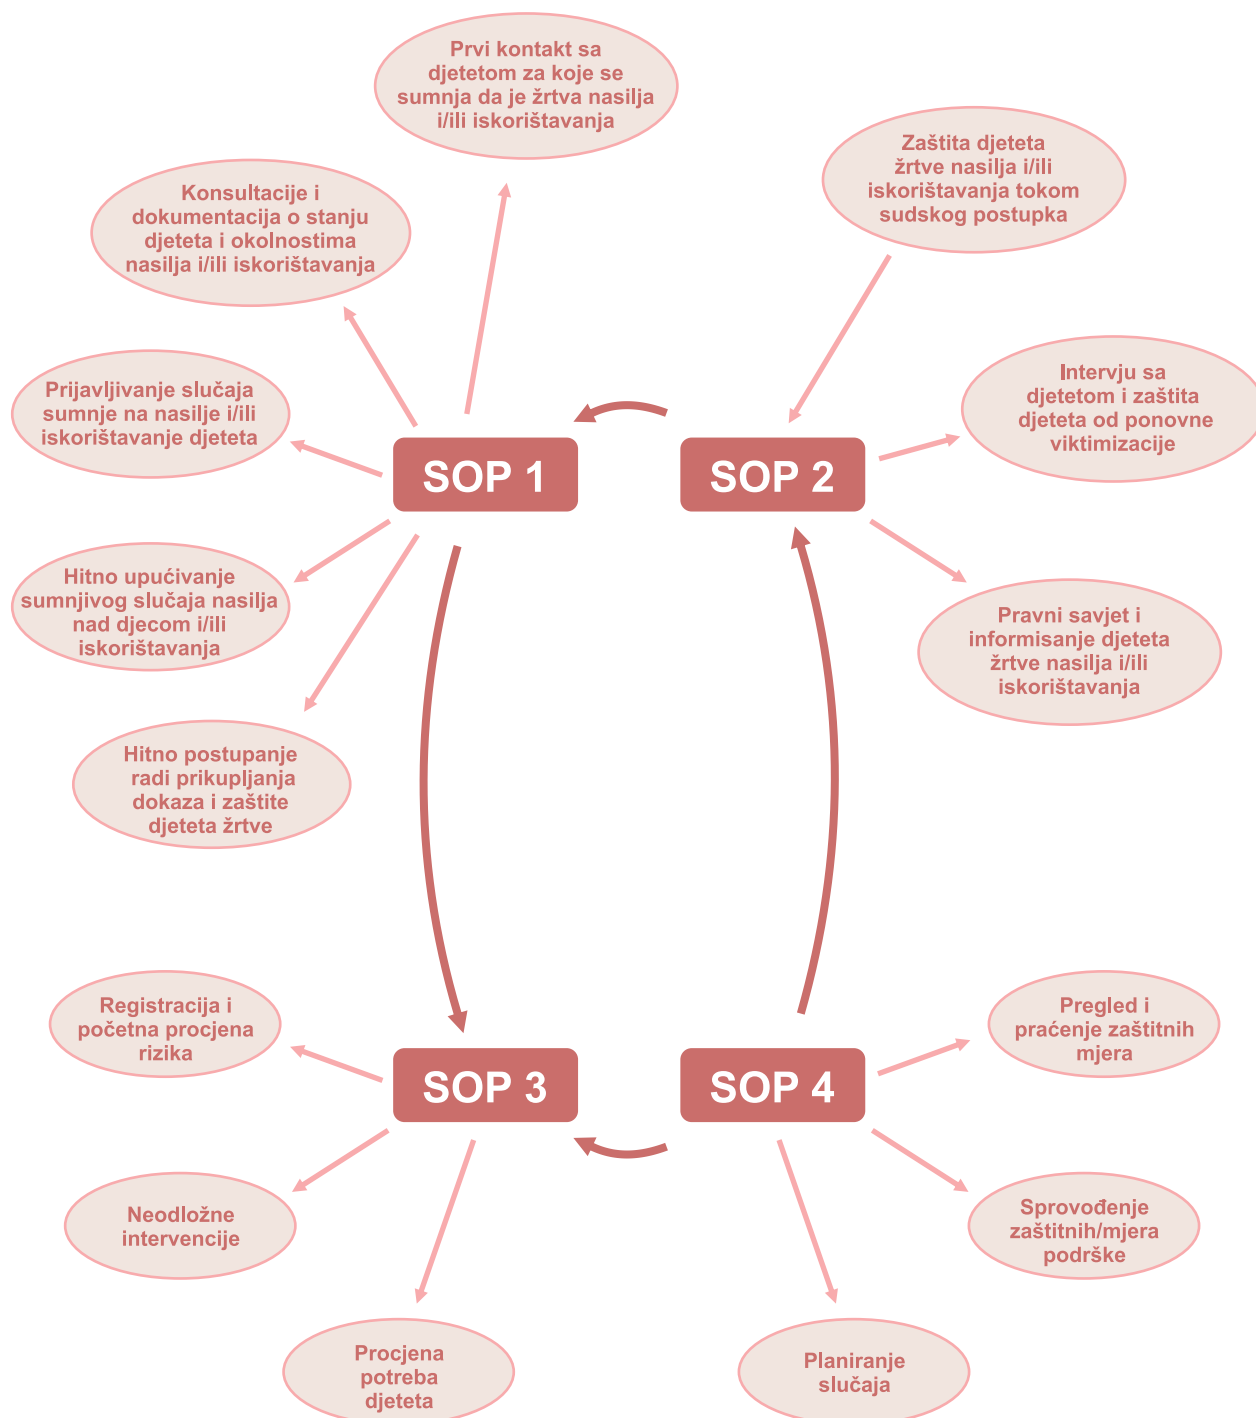 Prvi kontakt sa
djetetom za koje se
sumnja da je žrtva nasilja
i/ili iskorištavanja
Zaštita djeteta
žrtve nasilja i/ili
iskorištavanja tokom
sudskog postupka
Konsultacije i
dokumentacija o stanju
djeteta i okolnostima
nasilja i/ili iskorištavanja
Prijavljivanje slučaja
sumnje na nasilje i/ili
iskorištavanje djeteta
Intervju sa
djetetom i zaštita
djeteta od ponovne
viktimizacije
SOP 1
SOP 2
Hitno upućivanje
sumnjivog slučaja nasilja
nad djecom i/ili
iskorištavanja
Pravni savjet i
informisanje djeteta
žrtve nasilja i/ili
iskorištavanja
Hitno postupanje
radi prikupljanja
dokaza i zaštite
djeteta žrtve
Registracija i
početna procjena
rizika
Pregled i
praćenje zaštitnih
mjera
SOP 3
SOP 4
Neodložne
intervencije
Sprovođenje
zaštitnih/mjera
podrške
Procjena
potreba
djeteta
Planiranje
slučaja